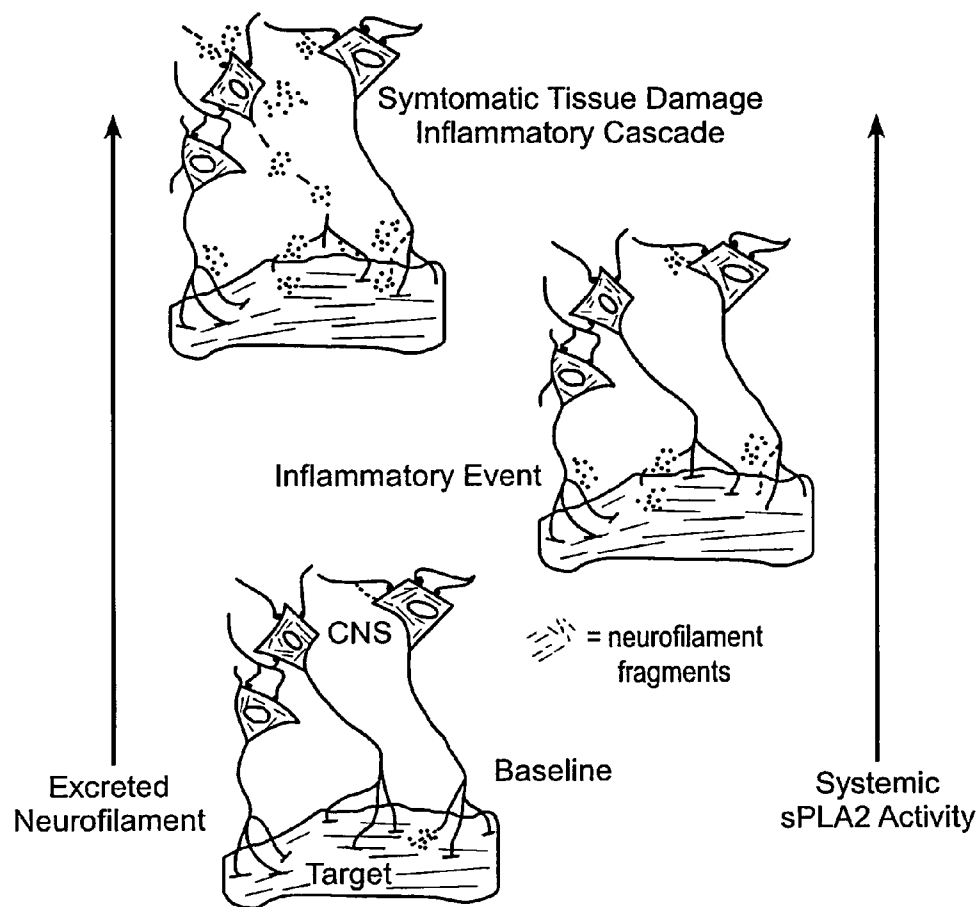 Symtomatic Tissue Damage
Inflammatory Cascade
Inflammatory Event
CNS
= neurofilament
fragments
Baseline
Excreted
Neurofilament
Systemic
sPLA2 Activity
Target